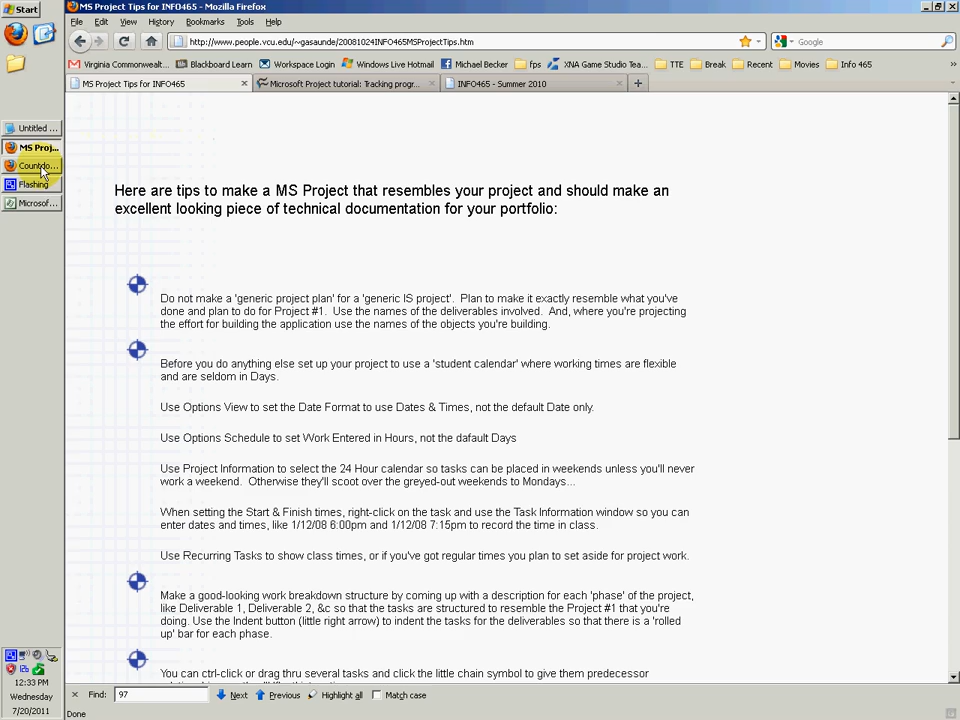 Start
MS Project Tips for INFO465 - Mozilla Firefox
File Edit View History Bookmarks Tools Help
http://www.people.vcu.edu/~gasaunde/20081024INFO465MSProjectTips.htm
Google
Virginia Commonwealt... Blackboard Learn Workspace Login Windows Live Hotmail Michael Becker fps XNA Game Studio Tea... TTE Break Recent Movies Info 465 »
MS Project Tips for INFO465 Microsoft Project tutorial: Tracking progr... INFO465 - Summer 2010
Untitled ...
MS Proj...
Countdo...
Flashing
Microsof...
Here are tips to make a MS Project that resembles your project and should make an
excellent looking piece of technical documentation for your portfolio:
Do not make a 'generic project plan' for a 'generic IS project'. Plan to make it exactly resemble what you've
done and plan to do for Project #1. Use the names of the deliverables involved. And, where you're projecting
the effort for building the application use the names of the objects you're building.
Before you do anything else set up your project to use a 'student calendar' where working times are flexible
and are seldom in Days.
Use Options View to set the Date Format to use Dates & Times, not the default Date only.
Use Options Schedule to set Work Entered in Hours, not the dafault Days
Use Project Information to select the 24 Hour calendar so tasks can be placed in weekends unless you'll never
work a weekend. Otherwise they'll scoot over the greyed-out weekends to Mondays...
When setting the Start & Finish times, right-click on the task and use the Task Information window so you can
enter dates and times, like 1/12/08 6:00pm and 1/12/08 7:15pm to record the time in class.
Use Recurring Tasks to show class times, or if you've got regular times you plan to set aside for project work.
Make a good-looking work breakdown structure by coming up with a description for each 'phase' of the project,
like Deliverable 1, Deliverable 2, &c so that the tasks are structured to resemble the Project #1 that you're
doing. Use the Indent button (little right arrow) to indent the tasks for the deliverables so that there is a 'rolled
up' bar for each phase.
You can ctrl-click or drag thru several tasks and click the little chain symbol to give them predecessor
12:33 PM
Wednesday
7/20/2011
Find: 97 Next Previous Highlight all Match case
Done